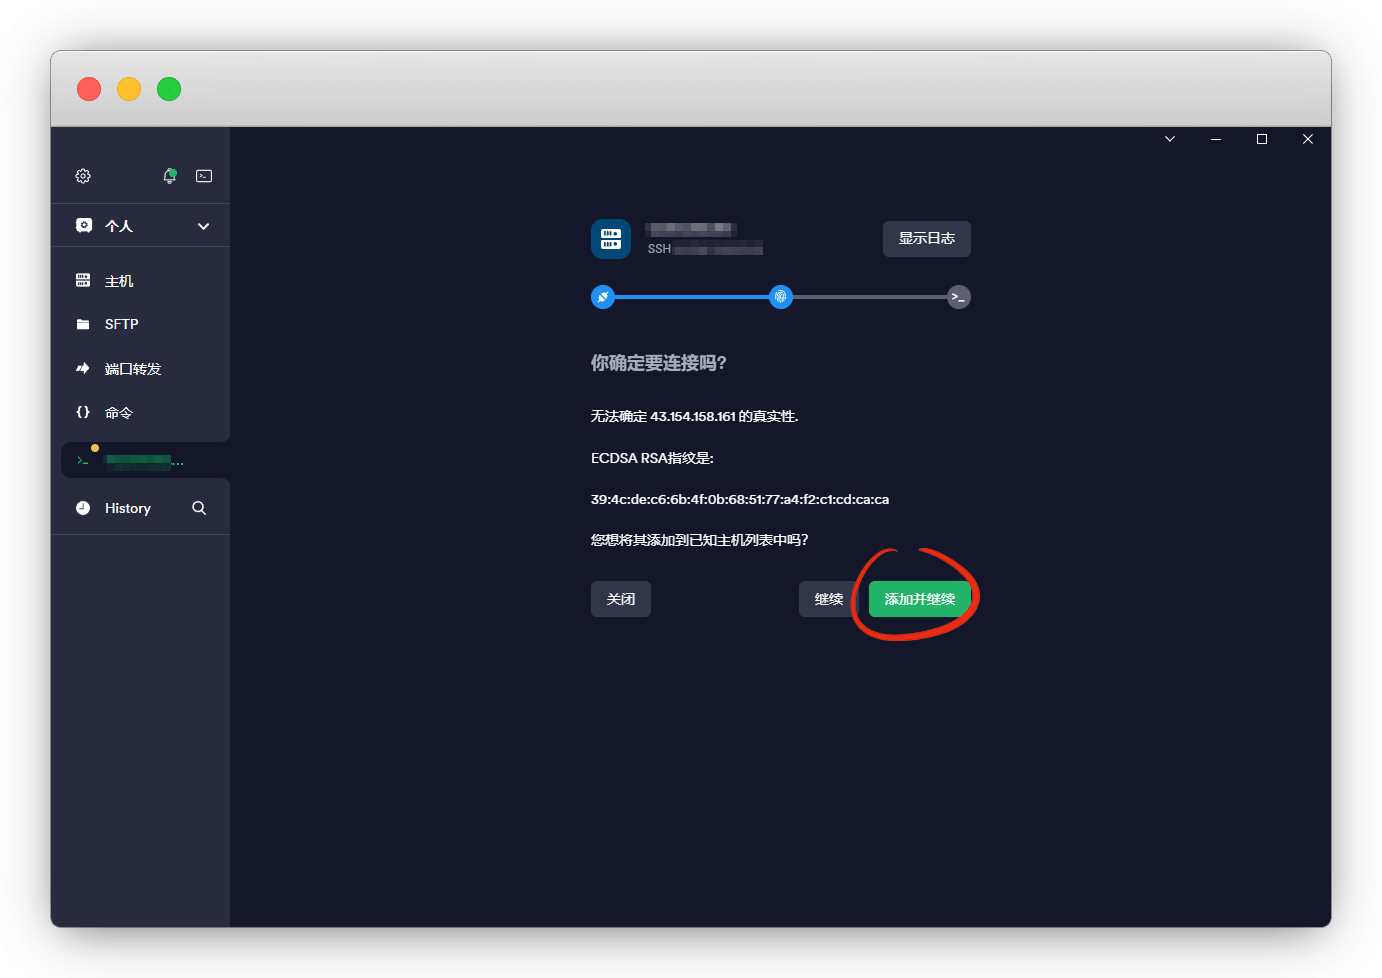 个人
主机
SFTP
端口转发
命令
...
History
SSH
显示日志
你确定要连接吗?
无法确定 43.154.158.161 的真实性.
ECDSA RSA指纹是:
39:4c:de:c6:6b:4f:0b:68:51:77:a4:f2:c1:cd:ca:ca
您想将其添加到已知主机列表中吗?
关闭
继续
添加并继续